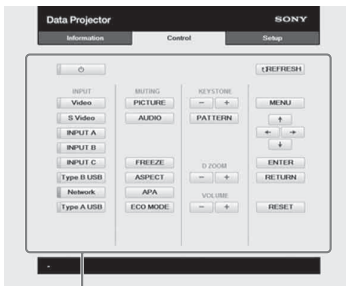 Data Projector
SONY
Information
Control
Setup
REFRESH
INPUT
MUTING
KEYSTONE
Video
PICTURE
- +
MENU
S Video
AUDIO
PATTERN
↑
INPUT A
← →
INPUT B
↓
INPUT C
FREEZE
D ZOOM
ENTER
Type B USB
ASPECT
- +
RETURN
Network
APA
VOLUME
Type A USB
ECO MODE
- +
RESET